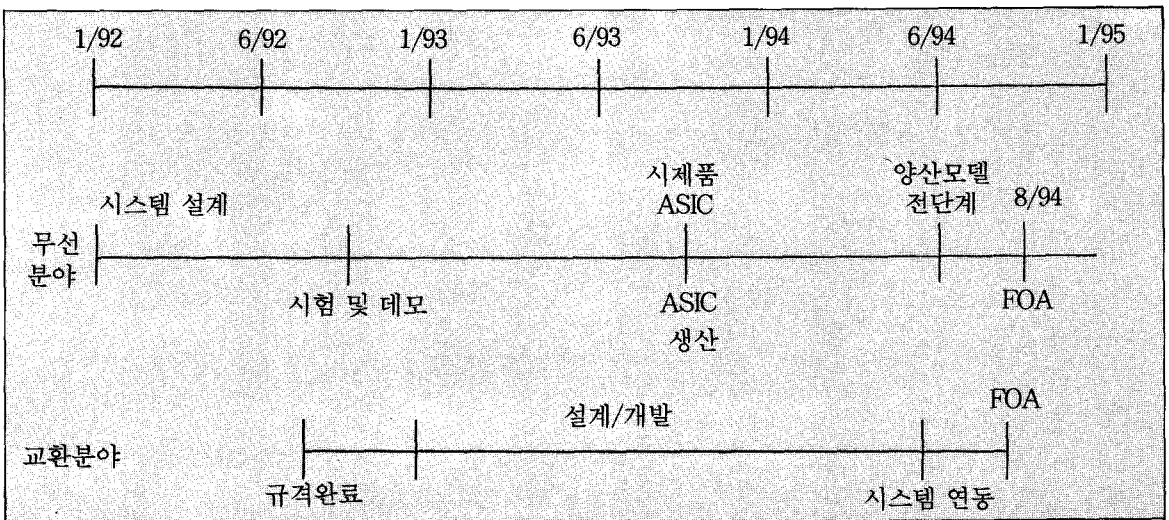 1/92 6/92 1/93 6/93 1/94 6/94 1/95
시제품 양산모델
시스템 설계 ASIC 전단계 8/94
무선
분야
시험 및 데모 ASIC FOA
생산
FOA
설계/개발
교환분야
규격완료 시스템 연동